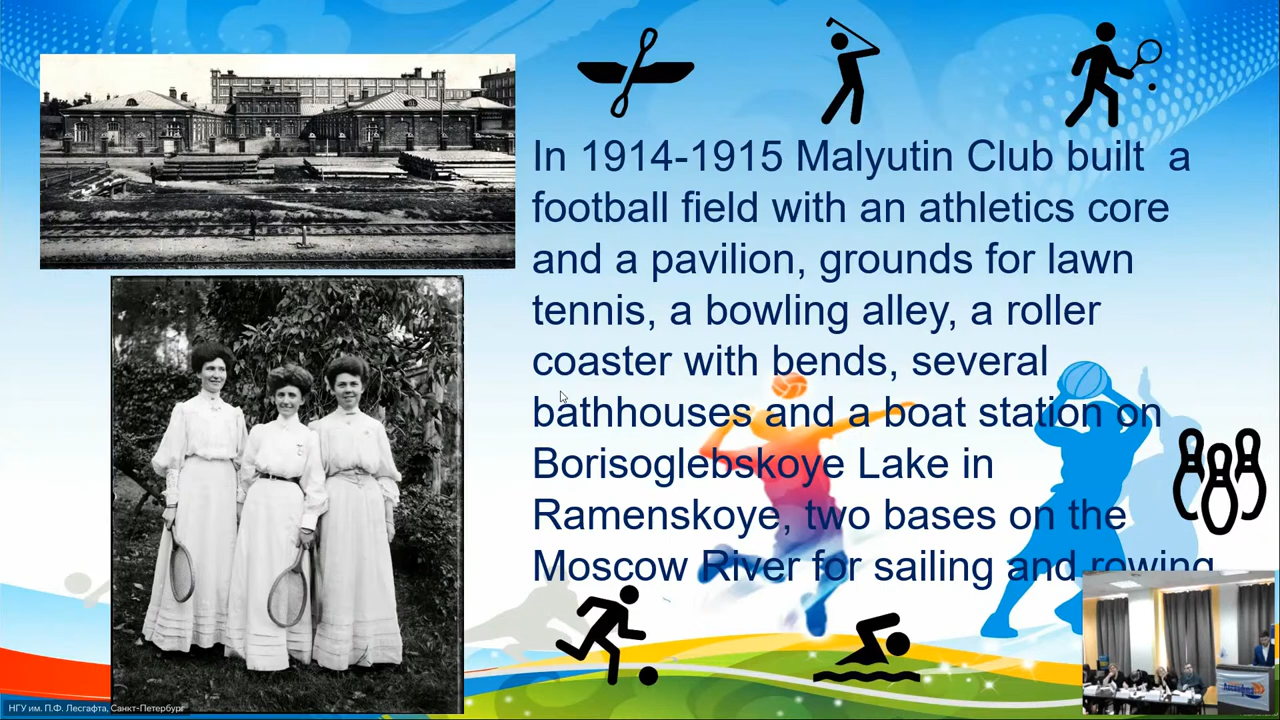 In 1914-1915 Malyutin Club built  a
football field with an athletics core
and a pavilion, grounds for lawn
tennis, a bowling alley, a roller
coaster with bends, several
bathhouses and a boat station on
Borisoglebskoye Lake in
Ramenskoye, two bases on the
Moscow River for sailing and rowing
НГУ им. П.Ф. Лесгафта, Санкт-Петербург